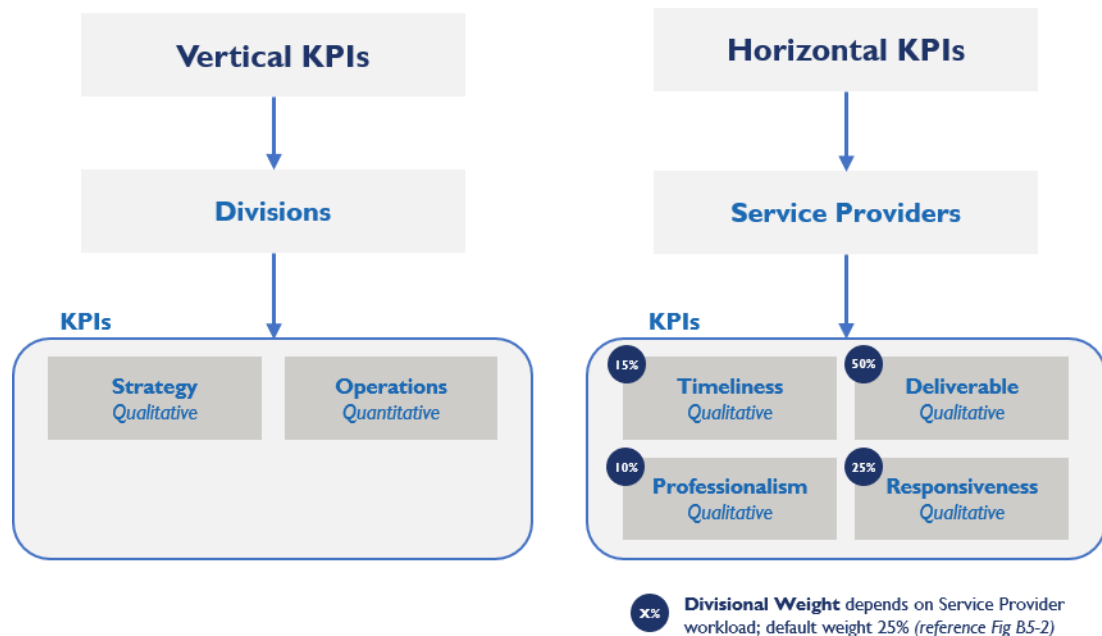 Vertical KPIs
Divisions
KPIs
Strategy
Qualitative
Operations
Quantitative
Horizontal KPIs
Service Providers
KPIs
15%
Timeliness
Qualitative
50%
Deliverable
Qualitative
10%
Professionalism
Qualitative
25%
Responsiveness
Qualitative
X%
Divisional Weight depends on Service Provider
workload; default weight 25% (reference Fig B5-2)